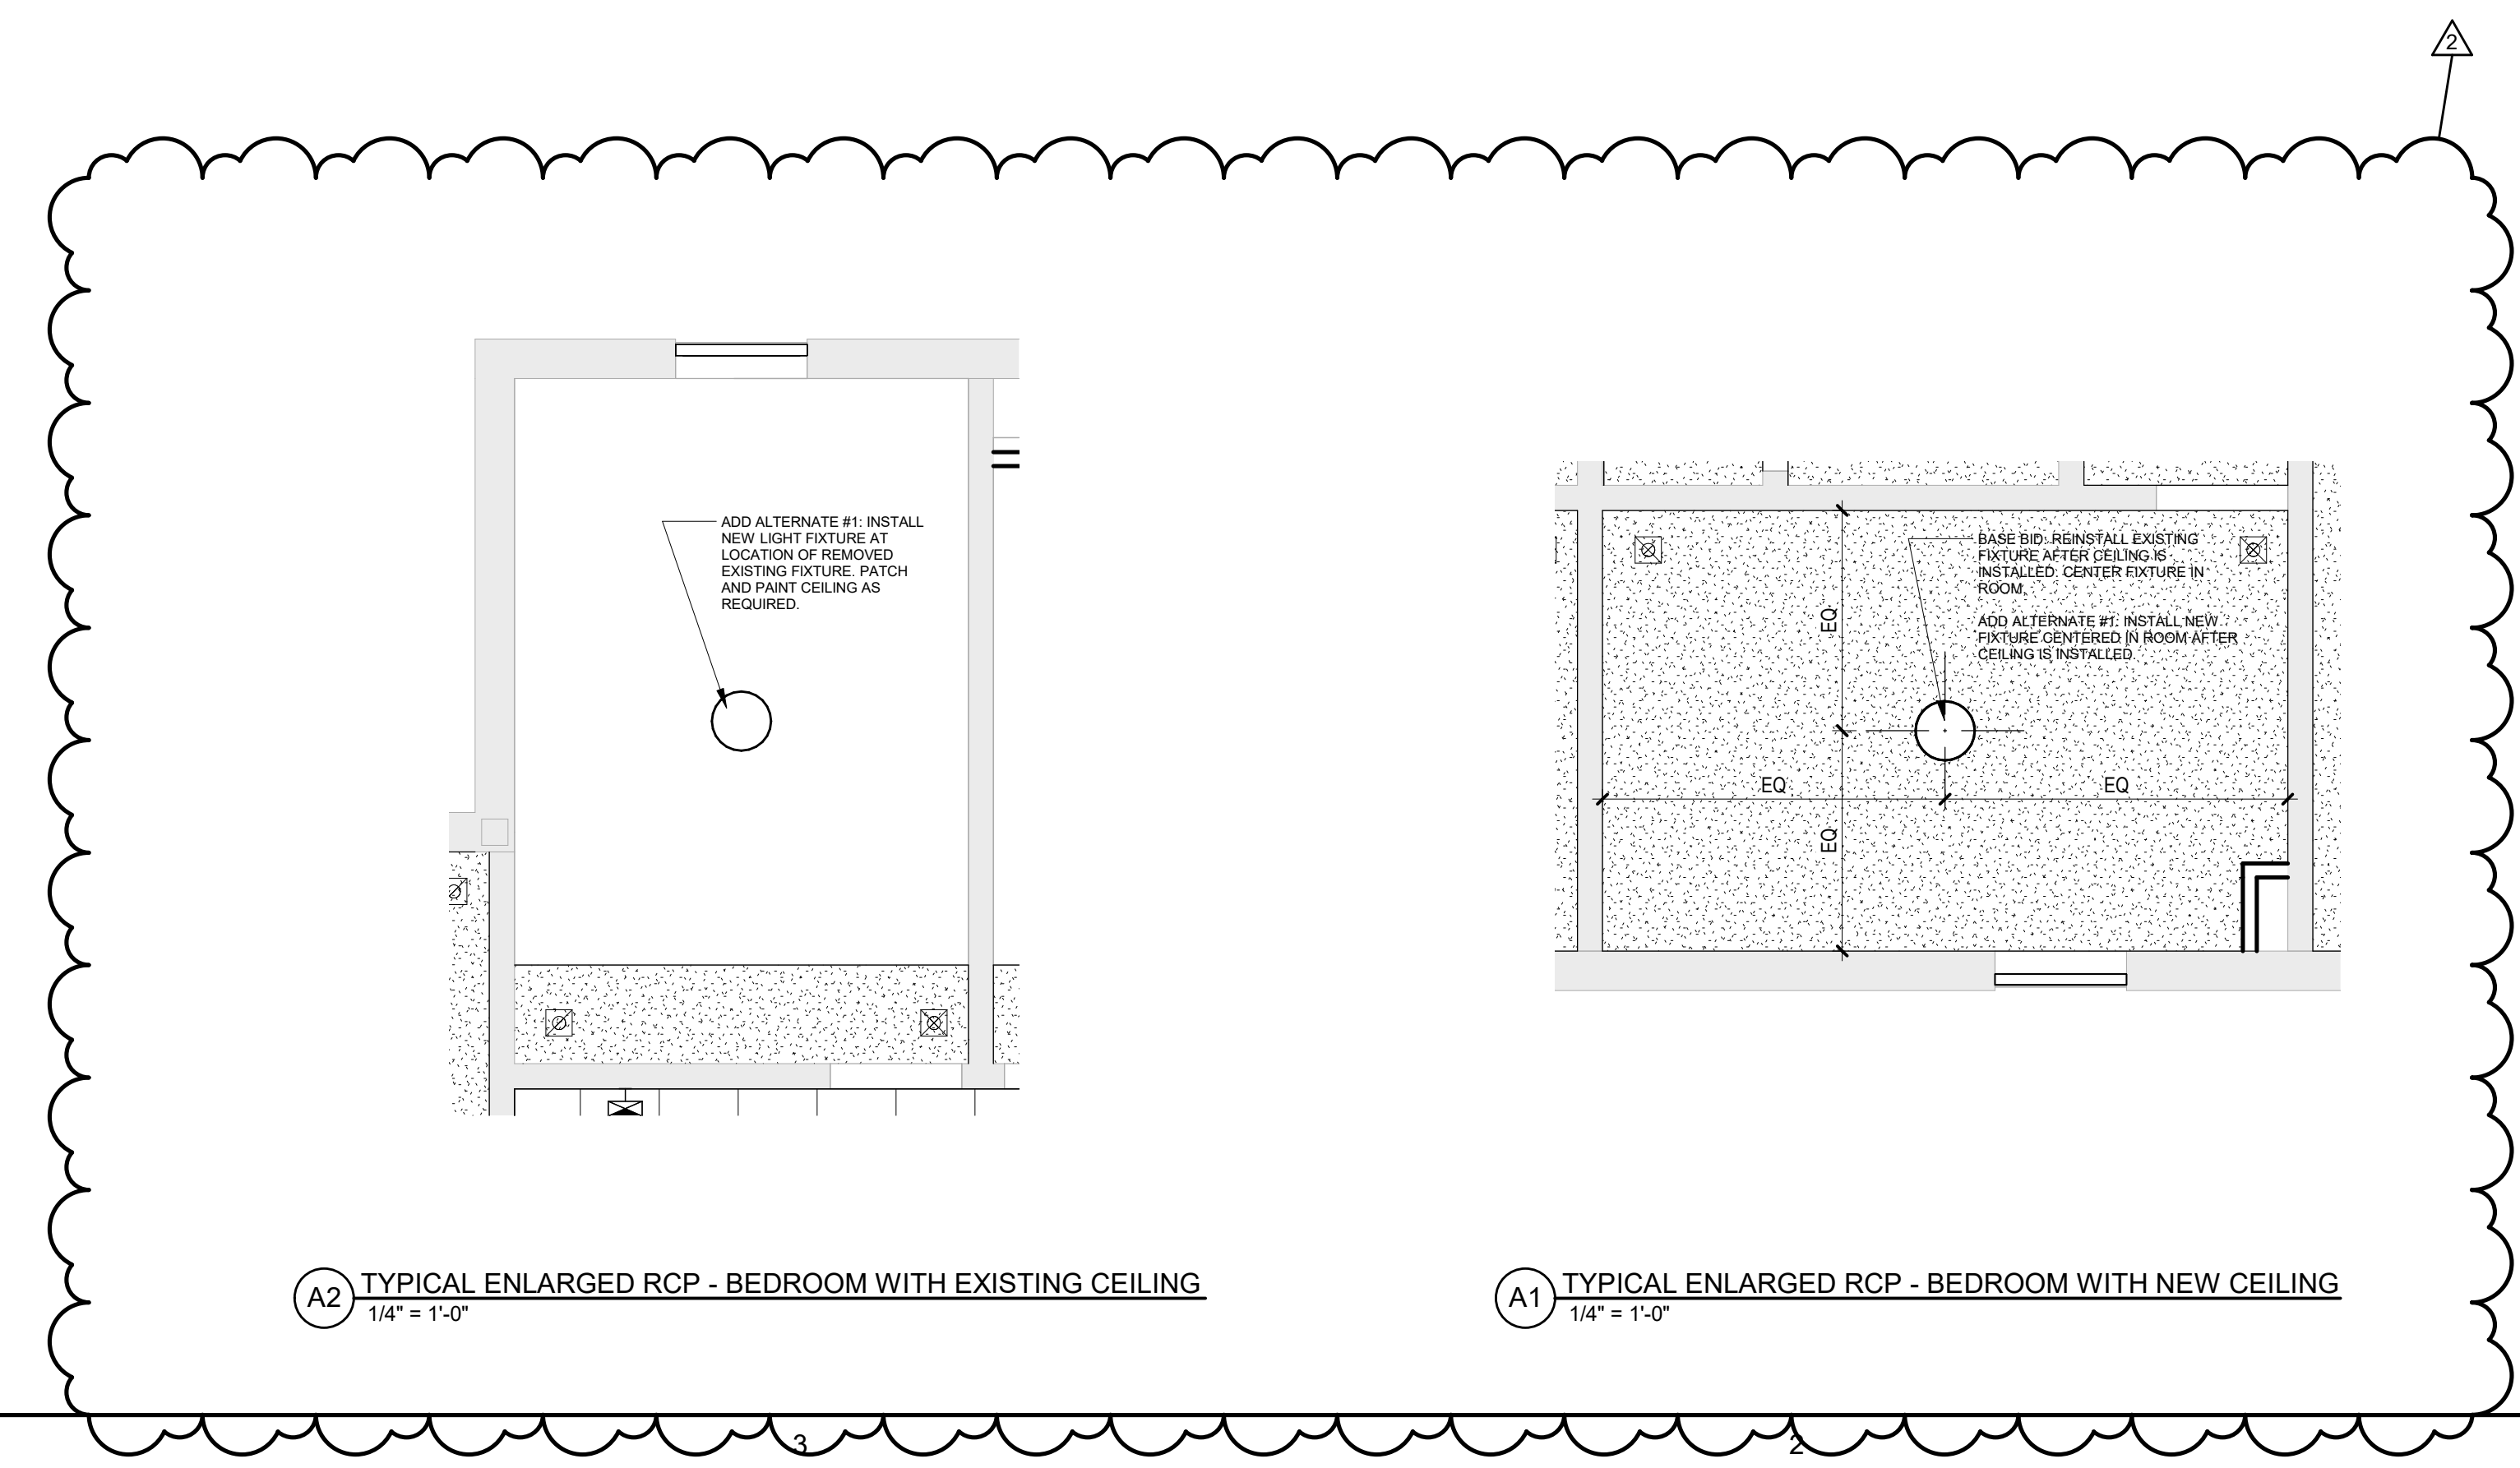 2
ADD ALTERNATE #1: INSTALL
NEW LIGHT FIXTURE AT
LOCATION OF REMOVED
EXISTING FIXTURE. PATCH
AND PAINT CEILING AS
REQUIRED.
BASE BID: REINSTALL EXISTING
FIXTURE AFTER CEILING IS
INSTALLED. CENTER FIXTURE IN
ROOM.
ADD ALTERNATE #1: INSTALL NEW
FIXTURE CENTERED IN ROOM AFTER
CEILING IS INSTALLED.
EQ
EQ
EQ
EQ
A2
TYPICAL ENLARGED RCP - BEDROOM WITH EXISTING CEILING
1/4" = 1'-0"
A1
TYPICAL ENLARGED RCP - BEDROOM WITH NEW CEILING
1/4" = 1'-0"
3
2